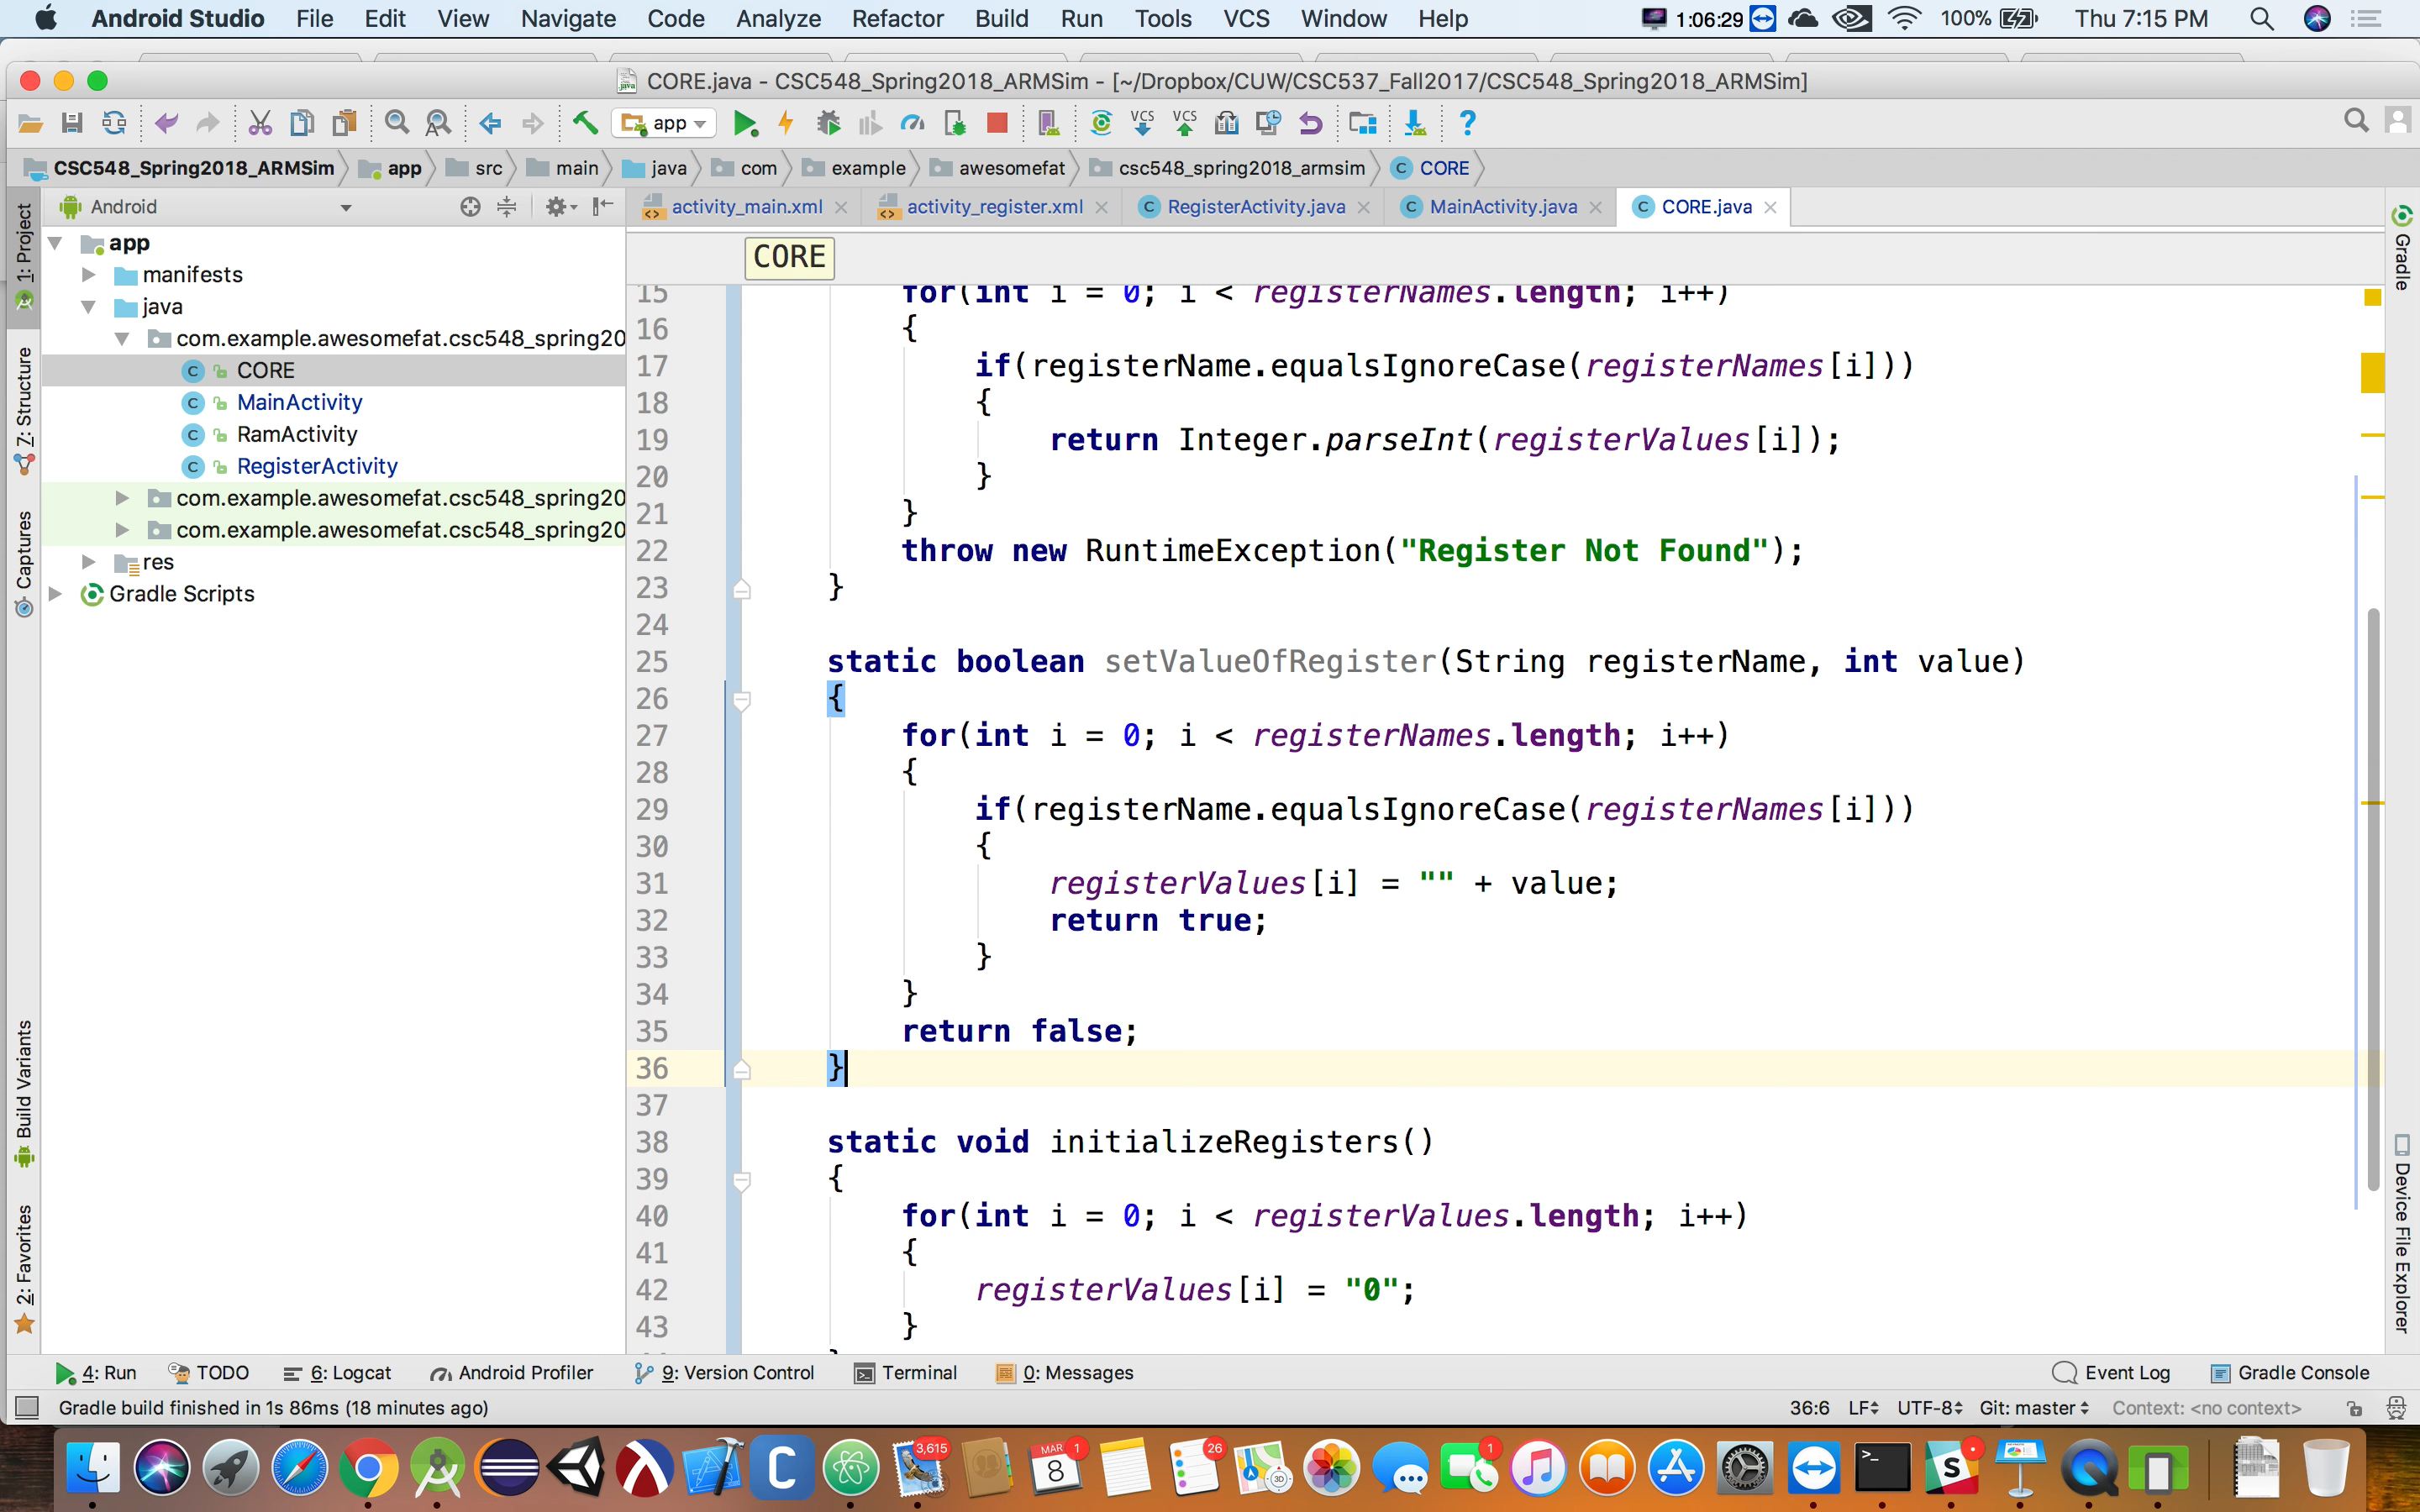 Android Studio File Edit View Navigate Code Analyze Refactor Build Run Tools VCS Window Help 1:06:29 100% Thu 7:15 PM
CORE.java - CSC548_Spring2018_ARMSim - [~/Dropbox/CUW/CSC537_Fall2017/CSC548_Spring2018_ARMSim]
app VCS VCS ?
CSC548_Spring2018_ARMSim app src main java com example awesomefat csc548_spring2018_armsim CORE
Android
activity_main.xml activity_register.xml RegisterActivity.java MainActivity.java CORE.java
1: Project
7: Structure
Captures
Build Variants
2: Favorites
app
manifests
java
com.example.awesomefat.csc548_spring20
CORE
MainActivity
RamActivity
RegisterActivity
com.example.awesomefat.csc548_spring20
com.example.awesomefat.csc548_spring20
res
Gradle Scripts
CORE
15 for(int i = 0; i < registerNames.length; i++)
16 {
17 if(registerName.equalsIgnoreCase(registerNames[i]))
18 {
19 return Integer.parseInt(registerValues[i]);
20 }
21 }
22 throw new RuntimeException("Register Not Found");
23 }
24
25 static boolean setValueOfRegister(String registerName, int value)
26 {
27 for(int i = 0; i < registerNames.length; i++)
28 {
29 if(registerName.equalsIgnoreCase(registerNames[i]))
30 {
31 registerValues[i] = "" + value;
32 return true;
33 }
34 }
35 return false;
36 }
37
38 static void initializeRegisters()
39 {
40 for(int i = 0; i < registerValues.length; i++)
41 {
42 registerValues[i] = "0";
43 }
Gradle
Device File Explorer
4: Run TODO 6: Logcat Android Profiler 9: Version Control Terminal 0: Messages Event Log Gradle Console
Gradle build finished in 1s 86ms (18 minutes ago) 36:6 LF UTF-8 Git: master Context: <no context>
3,615 MAR 8 1 26 3D 1 S